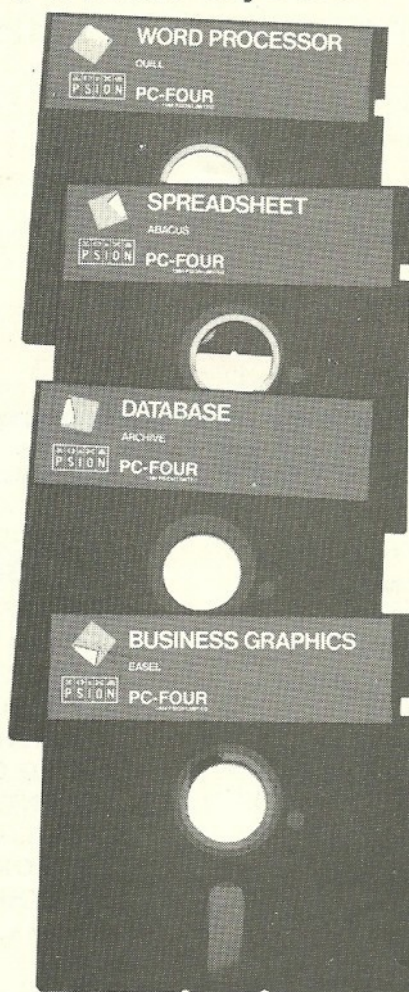 WORD PROCESSOR
QUILL
PSION PC-FOUR
SPREADSHEET
ABACUS
PSION PC-FOUR
DATABASE
ARCHIVE
PSION PC-FOUR
BUSINESS GRAPHICS
EASEL
PSION PC-FOUR